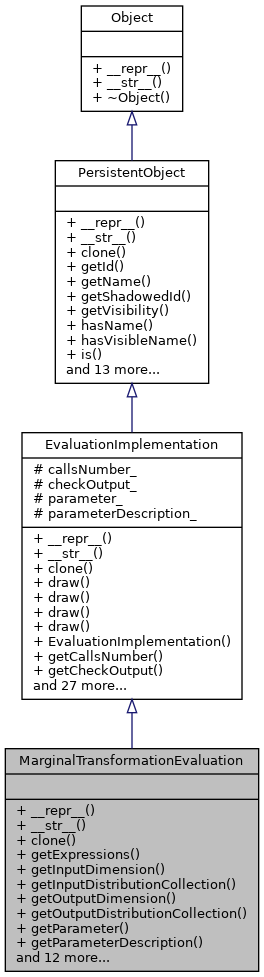 Object
+ __repr__()
+ __str__()
+ ~Object()
PersistentObject
+ __repr__()
+ __str__()
+ clone()
+ getId()
+ getName()
+ getShadowedId()
+ getVisibility()
+ hasName()
+ hasVisibleName()
+ is()
and 13 more...
EvaluationImplementation
# callsNumber_
# checkOutput_
# parameter_
# parameterDescription_
+ __repr__()
+ __str__()
+ clone()
+ draw()
+ draw()
+ draw()
+ draw()
+ EvaluationImplementation()
+ getCallsNumber()
+ getCheckOutput()
and 27 more...
MarginalTransformationEvaluation
+ __repr__()
+ __str__()
+ clone()
+ getExpressions()
+ getInputDimension()
+ getInputDistributionCollection()
+ getOutputDimension()
+ getOutputDistributionCollection()
+ getParameter()
+ getParameterDescription()
and 12 more...